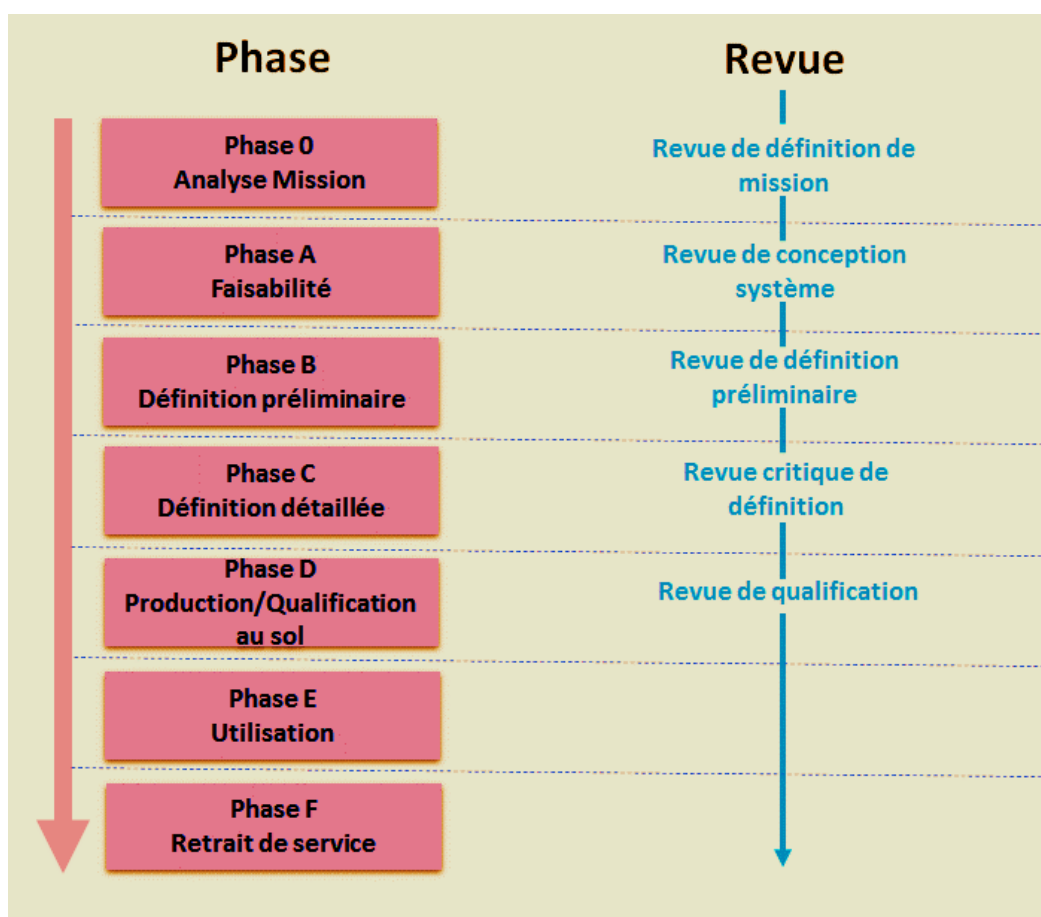 Phase
Revue
Phase 0
Analyse Mission
Revue de définition de
mission
Phase A
Faisabilité
Revue de conception
système
Phase B
Définition préliminaire
Revue de définition
préliminaire
Phase C
Définition détaillée
Revue critique de
définition
Phase D
Production/Qualification
au sol
Revue de qualification
Phase E
Utilisation
Phase F
Retrait de service